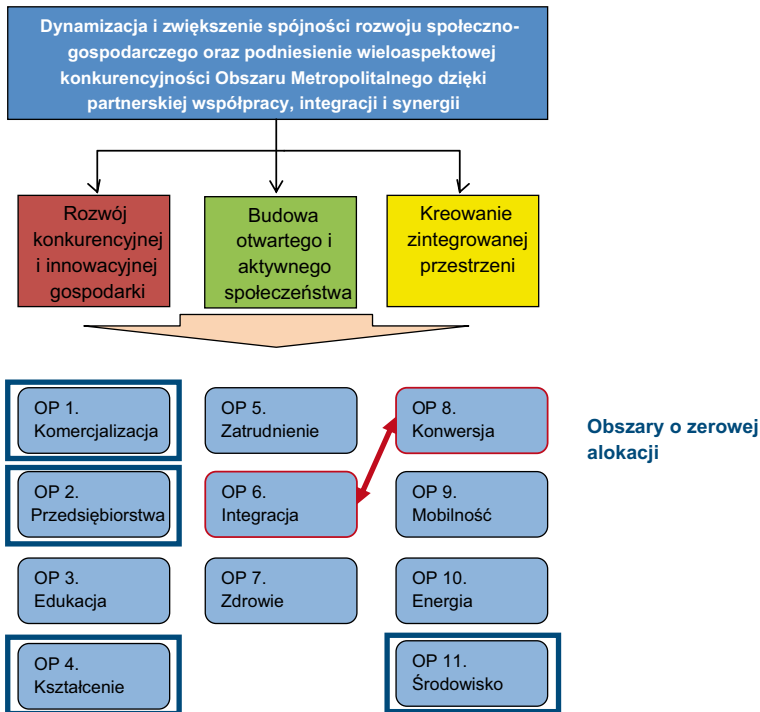 Dynamizacja i zwiększenie spójności rozwoju społeczno-
gospodarczego oraz podniesienie wieloaspektowej
konkurencyjności Obszaru Metropolitalnego dzięki
partnerskiej współpracy, integracji i synergii
Rozwój
konkurencyjnej
i innowacyjnej
gospodarki
Budowa
otwartego i
aktywnego
społeczeństwa
Kreowanie
zintegrowanej
przestrzeni
OP 1.
Komercjalizacja
OP 5.
Zatrudnienie
OP 8.
Konwersja
Obszary o zerowej
alokacji
OP 2.
Przedsiębiorstwa
OP 6.
Integracja
OP 9.
Mobilność
OP 3.
Edukacja
OP 7.
Zdrowie
OP 10.
Energia
OP 4.
Kształcenie
OP 11.
Środowisko